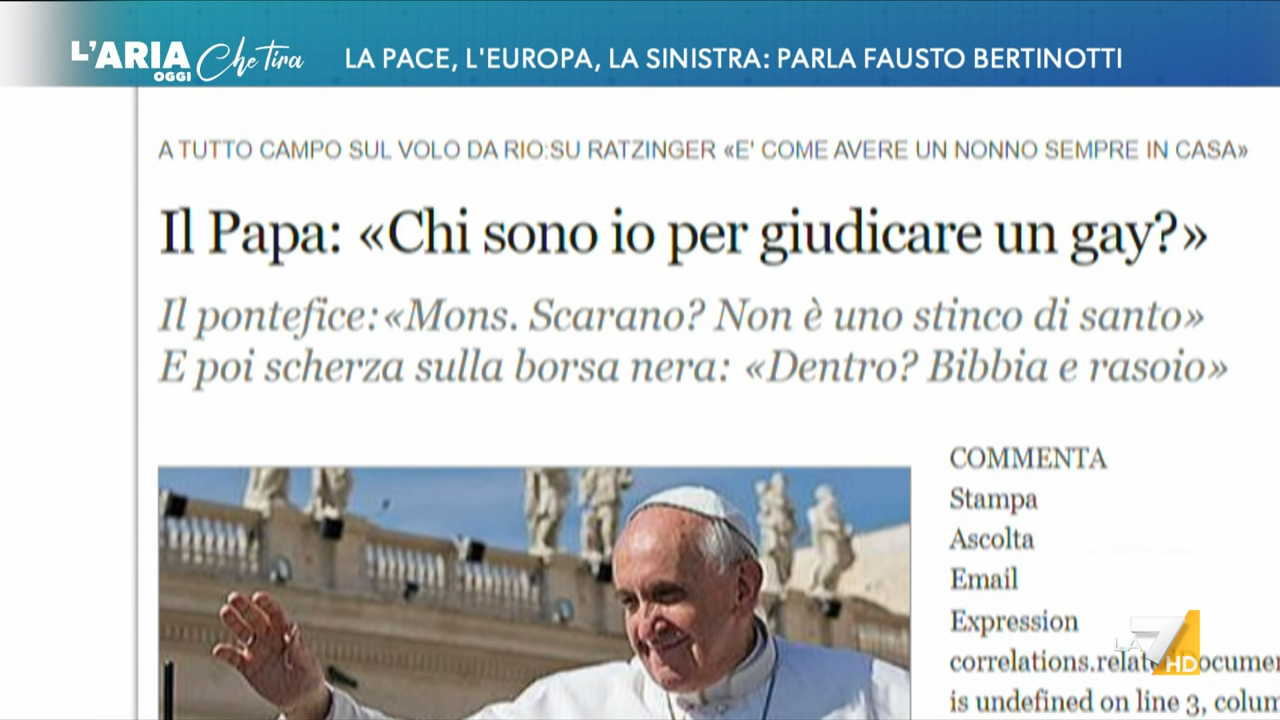 L'ARIA Che tira
OGGI
LA PACE, L'EUROPA, LA SINISTRA: PARLA FAUSTO BERTINOTTI
A TUTTO CAMPO SUL VOLO DA RIO:SU RATZINGER «E' COME AVERE UN NONNO SEMPRE IN CASA»
Il Papa: «Chi sono io per giudicare un gay?»
Il pontefice:«Mons. Scarano? Non è uno stinco di santo»
E poi scherza sulla borsa nera: «Dentro? Bibbia e rasoio»
COMMENTA
Stampa
Ascolta
Email
Expression
correlations.relatedDocumen
is undefined on line 3, colum
LA7 HD